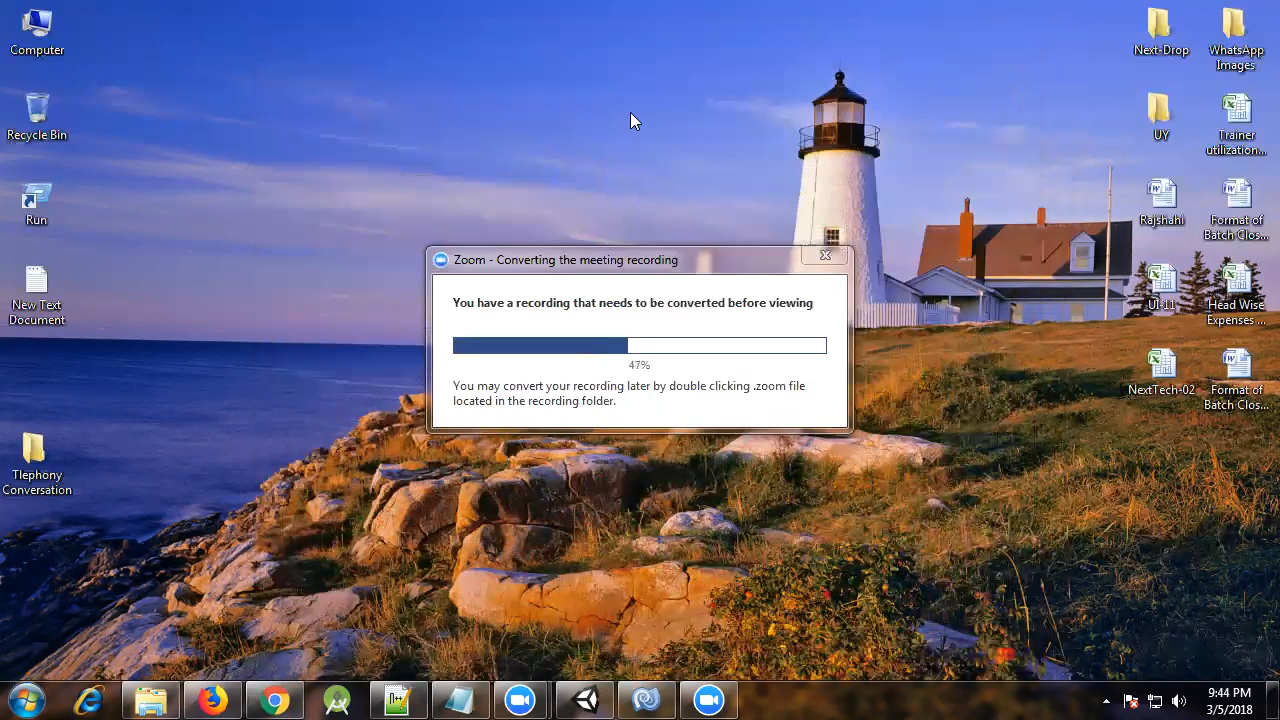 Computer
Recycle Bin
Run
New Text
Document
Tlephony
Conversation
Zoom - Converting the meeting recording
You have a recording that needs to be converted before viewing
47%
You may convert your recording later by double clicking .zoom file
located in the recording folder.
Next-Drop
WhatsApp
Images
UY
Trainer
utilization...
Rajshahi
Format of
Batch Clos...
UI-11
Head Wise
Expenses ...
NextTech-02
Format of
Batch Clos...
9:44 PM
3/5/2018